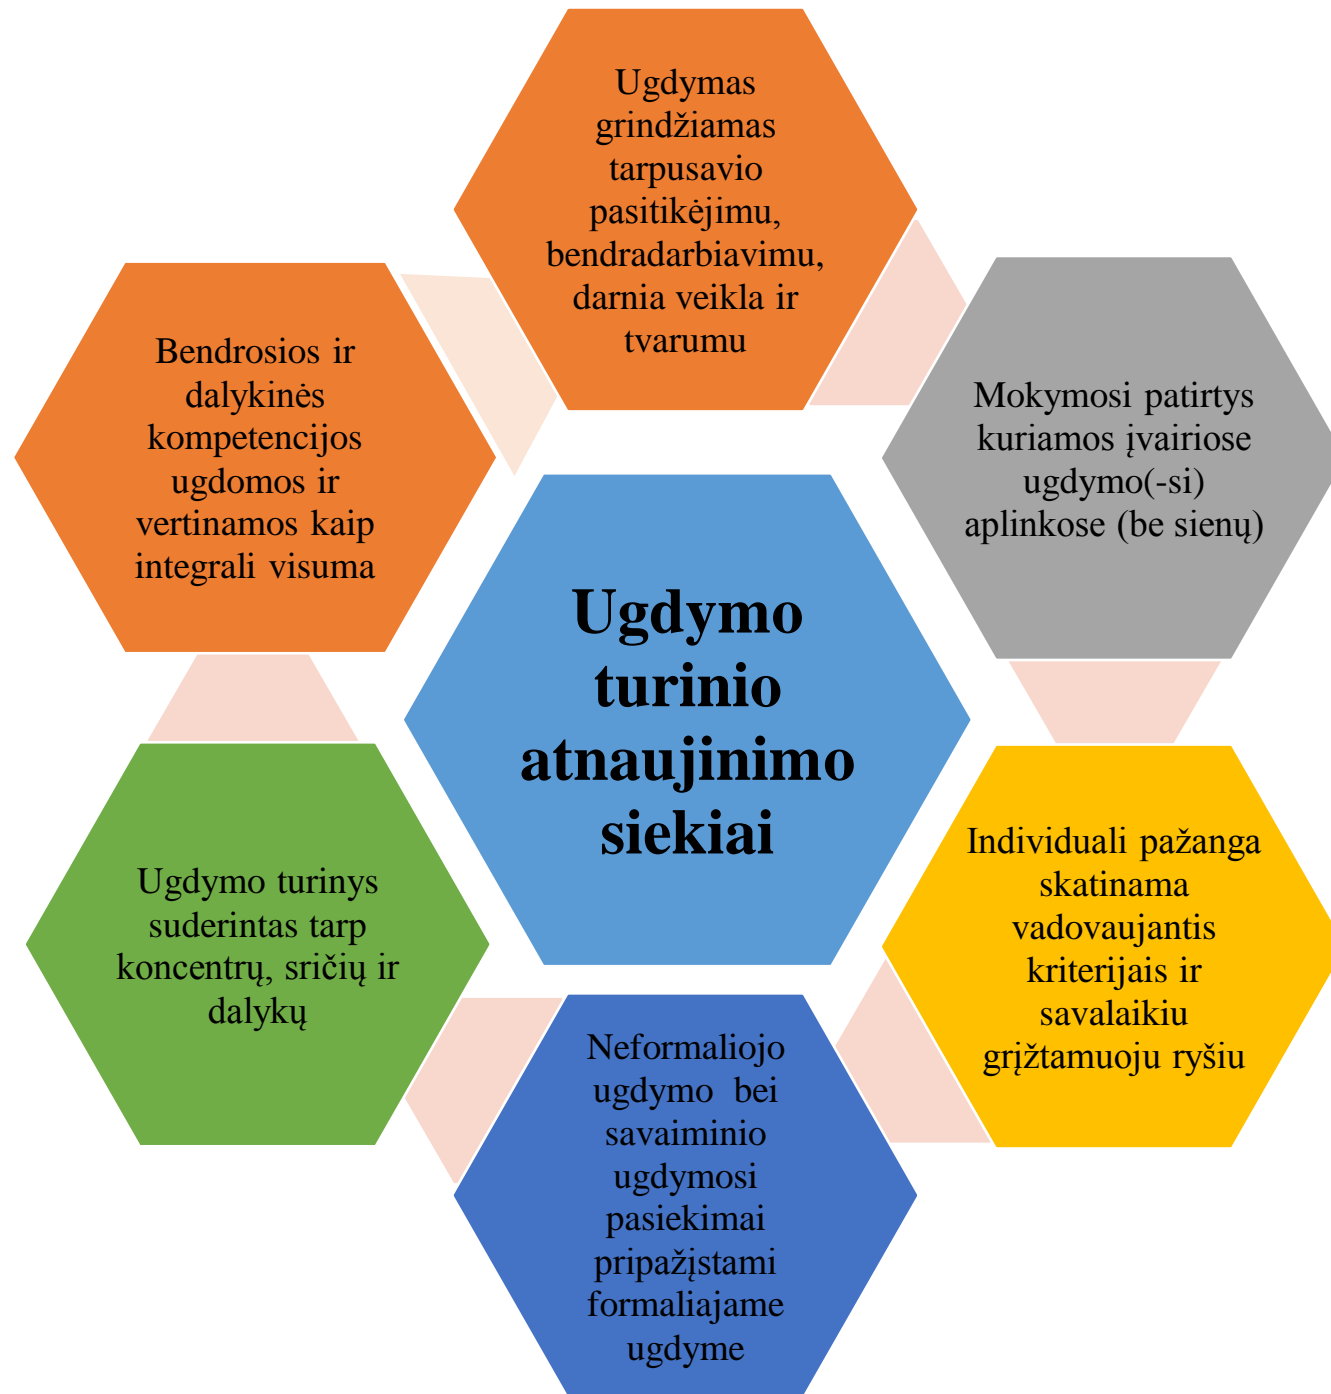 Ugdymas
grindžiamas
tarpusavio
pasitikėjimu,
bendradarbiavimu,
darnia veikla ir
tvarumu
Mokymosi patirtys
kuriamos įvairiose
ugdymo(-si)
aplinkose (be sienų)
Individuali pažanga
skatinama
vadovaujantis
kriterijais ir
savalaikiu
grįžtamuoju ryšiu
Neformaliojo
ugdymo bei
savaiminio
ugdymosi
pasiekimai
pripažįstami
formaliajame
ugdyme
Ugdymo turinys
suderintas tarp
koncentrų, sričių ir
dalykų
Bendrosios ir
dalykinės
kompetencijos
ugdomos ir
vertinamos kaip
integrali visuma
Ugdymo
turinio
atnaujinimo
siekiai